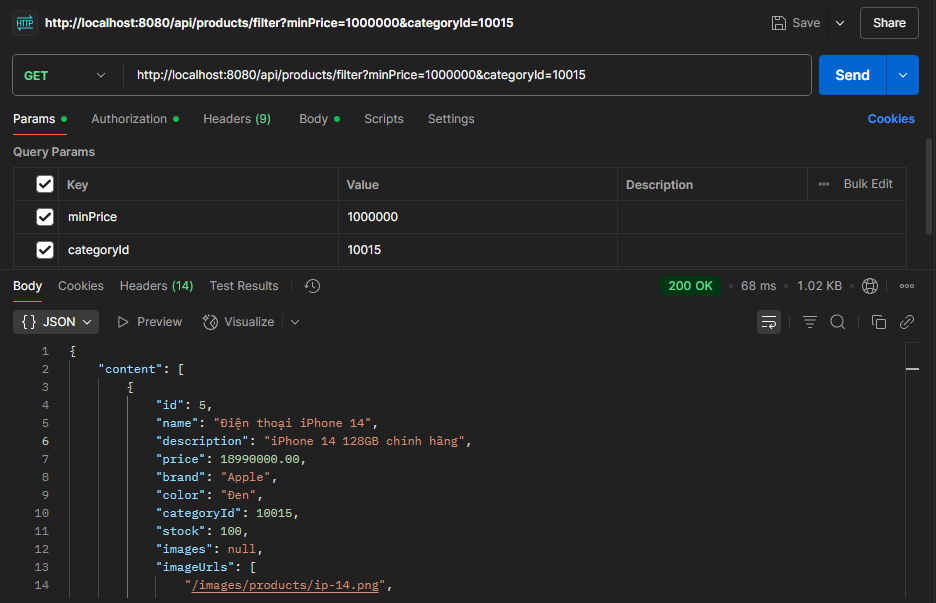 HTTP http://localhost:8080/api/products/filter?minPrice=1000000&categoryId=10015 Save Share
GET http://localhost:8080/api/products/filter?minPrice=1000000&categoryId=10015 Send
Params Authorization Headers (9) Body Scripts Settings Cookies
Query Params
Key Value Description Bulk Edit
minPrice 1000000
categoryId 10015
Body Cookies Headers (14) Test Results 200 OK 68 ms 1.02 KB
{} JSON Preview Visualize
1 {
2 "content": [
3 {
4 "id": 5,
5 "name": "Điện thoại iPhone 14",
6 "description": "iPhone 14 128GB chính hãng",
7 "price": 18990000.00,
8 "brand": "Apple",
9 "color": "Đen",
10 "categoryId": 10015,
11 "stock": 100,
12 "images": null,
13 "imageUrls": [
14 "/images/products/ip-14.png",